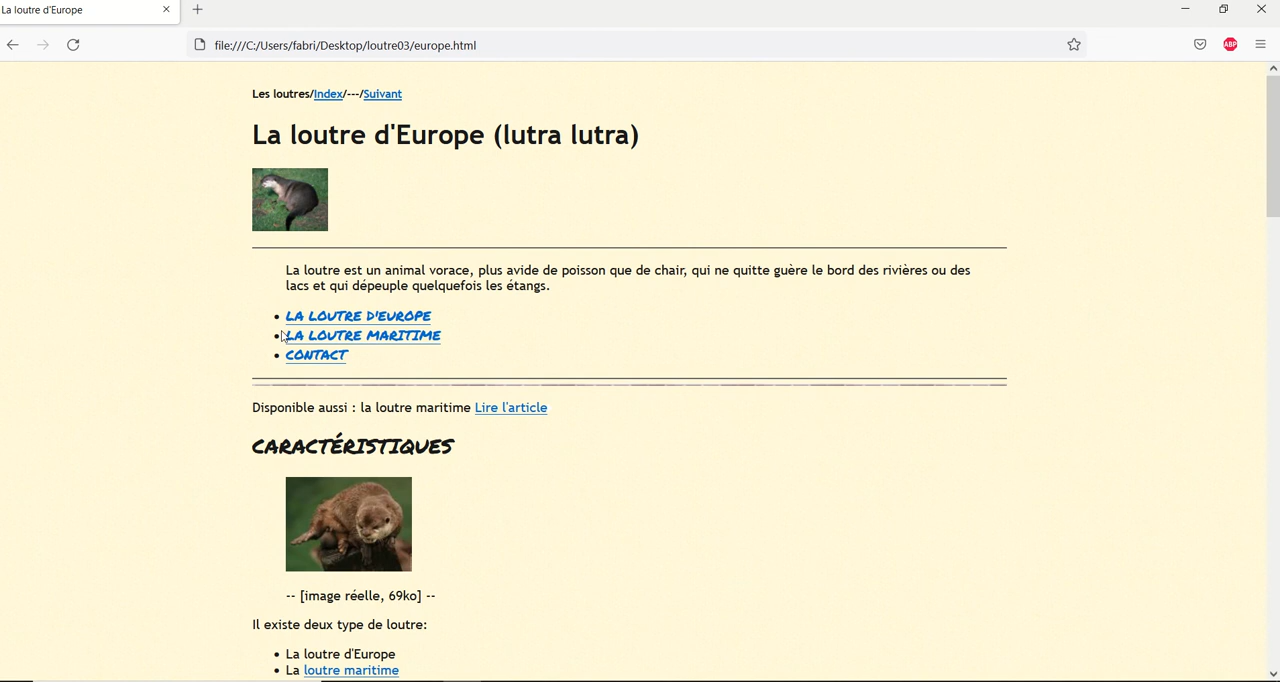 La loutre d'Europe
file:///C:/Users/fabri/Desktop/loutre03/europe.html
ABP
Les loutres/Index/---/Suivant
La loutre d'Europe (lutra lutra)
La loutre est un animal vorace, plus avide de poisson que de chair, qui ne quitte guère le bord des rivières ou des
lacs et qui dépeuple quelquefois les étangs.
LA LOUTRE D'EUROPE
LA LOUTRE MARITIME
CONTACT
Disponible aussi : la loutre maritime Lire l'article
CARACTÉRISTIQUES
-- [image réelle, 69ko] --
Il existe deux type de loutre:
La loutre d'Europe
La loutre maritime